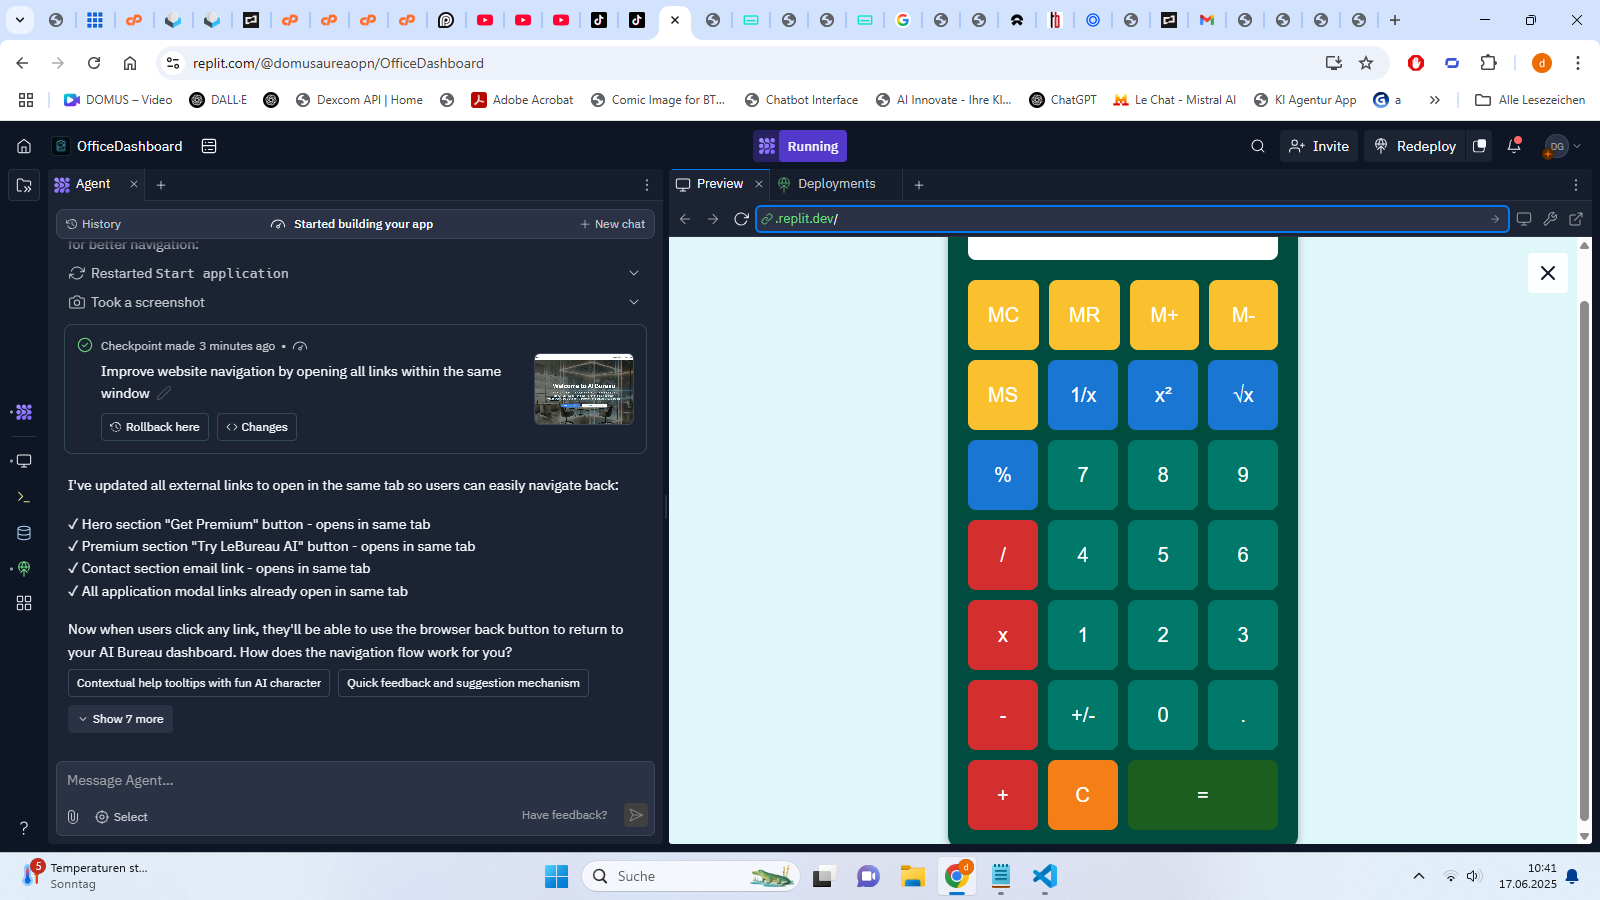 replit.com/@domusaureaopn/OfficeDashboard
d
DOMUS – Video
DALL·E
Dexcom API | Home
Adobe Acrobat
Comic Image for BT...
Chatbot Interface
AI Innovate - Ihre KI...
ChatGPT
Le Chat - Mistral AI
KI Agentur App
a
»
Alle Lesezeichen
OfficeDashboard
Running
Invite
Redeploy
DG
Agent
Preview
Deployments
History
Started building your app
New chat
.replit.dev/
for better navigation:
Restarted Start application
Took a screenshot
Checkpoint made 3 minutes ago •
Improve website navigation by opening all links within the same
window
Welcome to AI Bureau
Rollback here
Changes
I've updated all external links to open in the same tab so users can easily navigate back:
✓ Hero section "Get Premium" button - opens in same tab
✓ Premium section "Try LeBureau AI" button - opens in same tab
✓ Contact section email link - opens in same tab
✓ All application modal links already open in same tab
Now when users click any link, they'll be able to use the browser back button to return to
your AI Bureau dashboard. How does the navigation flow work for you?
Contextual help tooltips with fun AI character
Quick feedback and suggestion mechanism
Show 7 more
Message Agent...
Select
Have feedback?
?
MC MR M+ M-
MS 1/x x² √x
% 7 8 9
/ 4 5 6
x 1 2 3
- +/- 0 .
+ C =
5
Temperaturen st...
Sonntag
Suche
d
10:41
17.06.2025